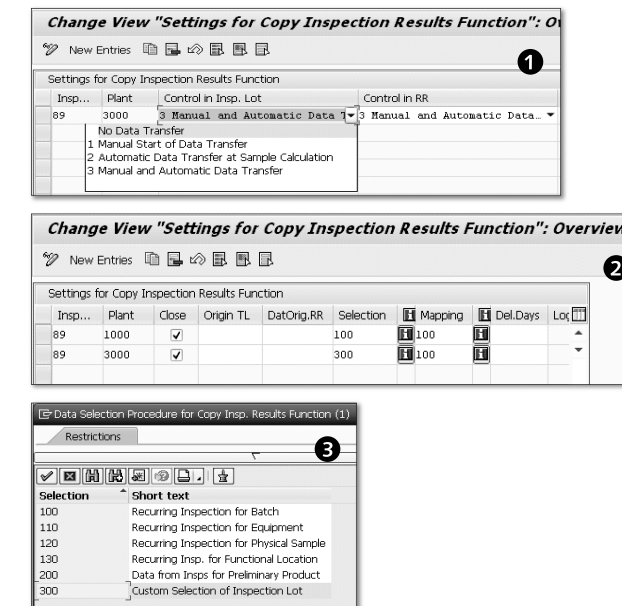 Change View "Settings for Copy Inspection Results Function": O
New Entries
1
Settings for Copy Inspection Results Function
Insp... Plant Control in Insp. Lot Control in RR
89 3000 3 Manual and Automatic Data T 3 Manual and Automatic Data…
No Data Transfer
1 Manual Start of Data Transfer
2 Automatic Data Transfer at Sample Calculation
3 Manual and Automatic Data Transfer
Change View "Settings for Copy Inspection Results Function": Overview
New Entries
2
Settings for Copy Inspection Results Function
Insp... Plant Close Origin TL DatOrig.RR Selection Mapping Del.Days Log
89 1000 100 100
89 3000 300 100
Data Selection Procedure for Copy Insp. Results Function (1)
Restrictions
3
Selection Short text
100 Recurring Inspection for Batch
110 Recurring Inspection for Equipment
120 Recurring Inspection for Physical Sample
130 Recurring Insp. for Functional Location
200 Data from Insps for Preliminary Product
300 Custom Selection of Inspection Lot